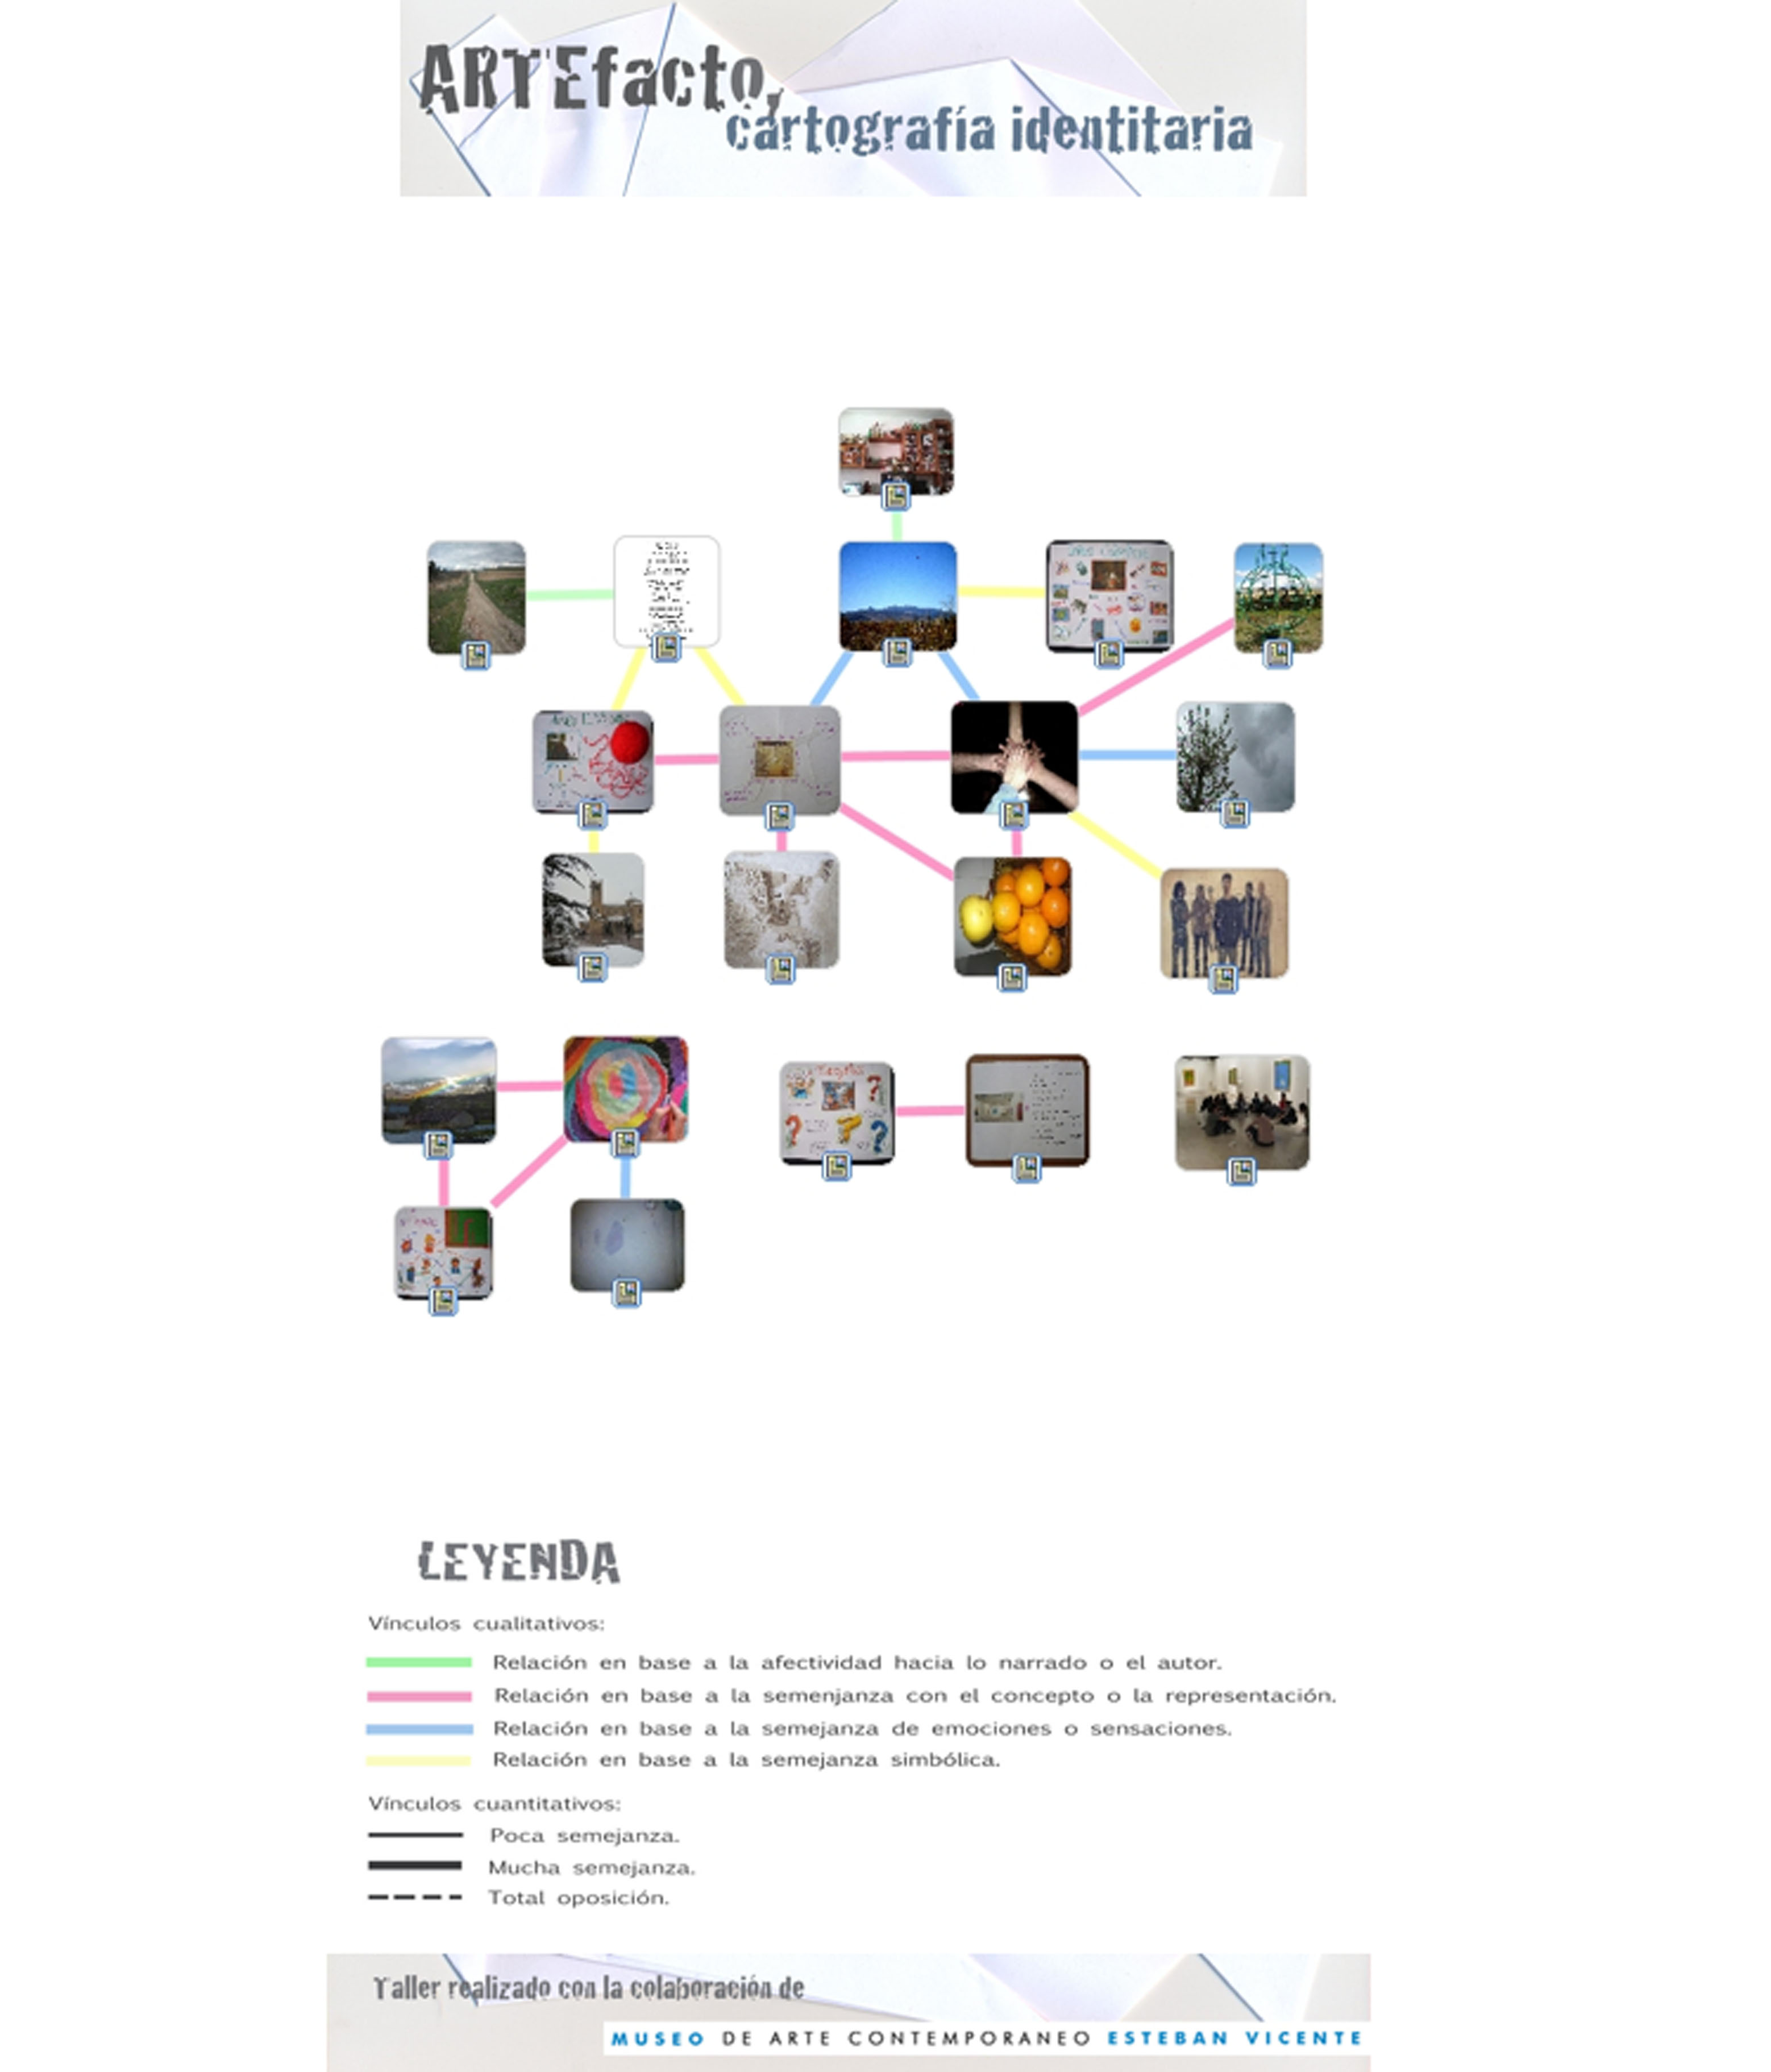 ARTEfacto,
cartografía identitaria
LEYENDA
Vínculos cualitativos:
Relación en base a la afectividad hacia lo narrado o el autor.
Relación en base a la semenjanza con el concepto o la representación.
Relación en base a la semejanza de emociones o sensaciones.
Relación en base a la semejanza simbólica.
Vínculos cuantitativos:
Poca semejanza.
Mucha semejanza.
Total oposición.
Taller realizado con la colaboración de
MUSEO DE ARTE CONTEMPORANEO ESTEBAN VICENTE